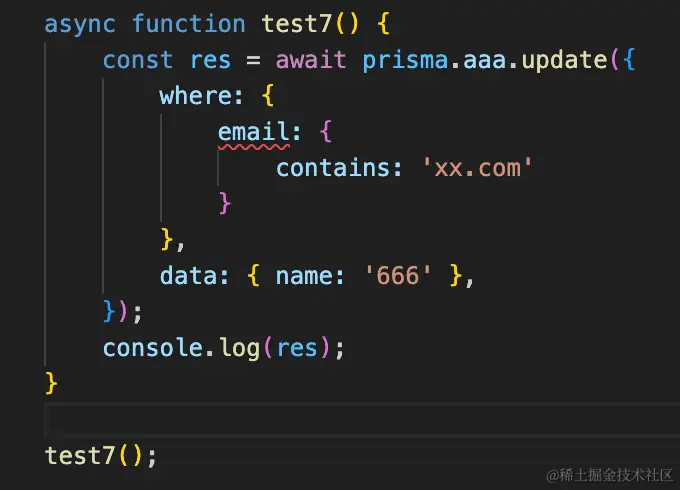 async function test7() {
    const res = await prisma.aaa.update({
        where: {
            email: {
                contains: 'xx.com'
            }
        },
        data: { name: '666' },
    });
    console.log(res);
}
test7();
@稀土掘金技术社区